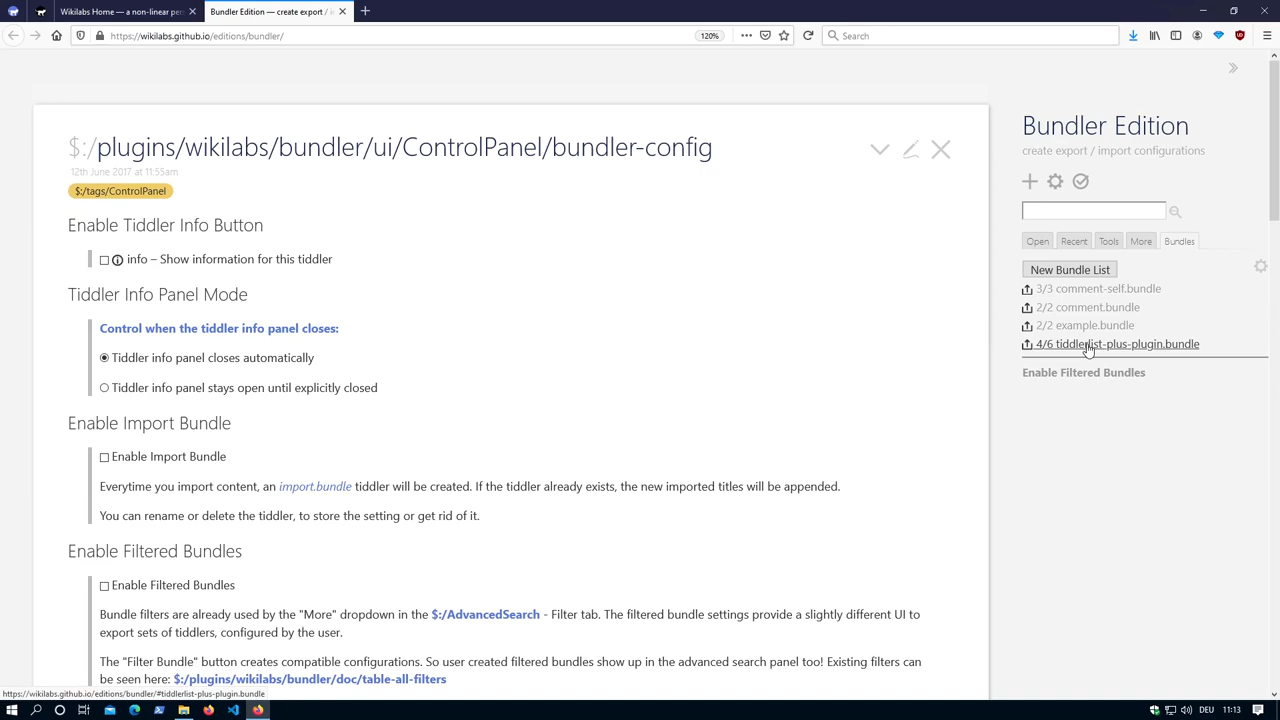 Wikilabs Home — a non-linear per
Bundler Edition — create export / i
https://wikilabs.github.io/editions/bundler/
120%
Search
$:/plugins/wikilabs/bundler/ui/ControlPanel/bundler-config
12th June 2017 at 11:55am
$:/tags/ControlPanel
Enable Tiddler Info Button
info – Show information for this tiddler
Tiddler Info Panel Mode
Control when the tiddler info panel closes:
Tiddler info panel closes automatically
Tiddler info panel stays open until explicitly closed
Enable Import Bundle
Enable Import Bundle
Everytime you import content, an import.bundle tiddler will be created. If the tiddler already exists, the new imported titles will be appended.
You can rename or delete the tiddler, to store the setting or get rid of it.
Enable Filtered Bundles
Enable Filtered Bundles
Bundle filters are already used by the "More" dropdown in the $:/AdvancedSearch - Filter tab. The filtered bundle settings provide a slightly different UI to
export sets of tiddlers, configured by the user.
The "Filter Bundle" button creates compatible configurations. So user created filtered bundles show up in the advanced search panel too! Existing filters can
be seen here: $:/plugins/wikilabs/bundler/doc/table-all-filters
Bundler Edition
create export / import configurations
Open Recent Tools More Bundles
New Bundle List
3/3 comment-self.bundle
2/2 comment.bundle
2/2 example.bundle
4/6 tiddlerlist-plus-plugin.bundle
Enable Filtered Bundles
https://wikilabs.github.io/editions/bundler/#tiddlerlist-plus-plugin.bundle
DEU 11:13